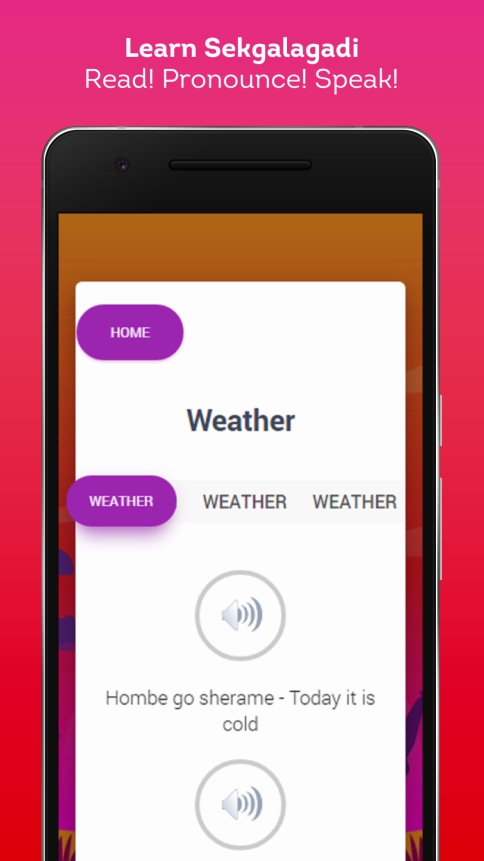 Learn Sekgalagadi
Read! Pronounce! Speak!
HOME
Weather
WEATHER WEATHER WEATHER
Hombe go sherame - Today it is
cold